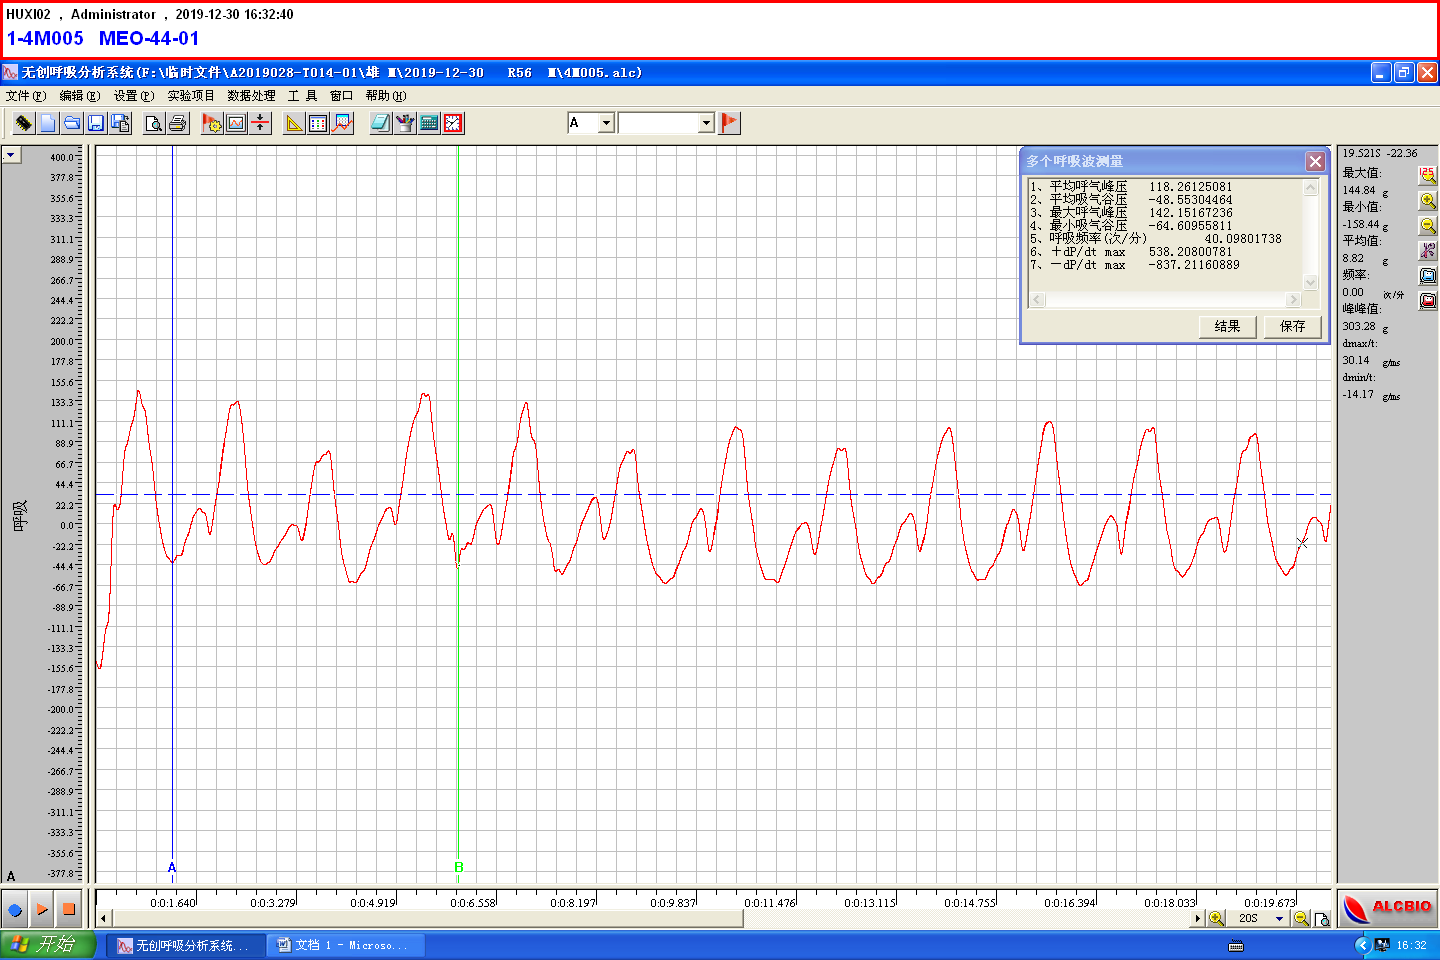 HUXI02 , Administrator , 2019-12-30 16:32:40
1-4M005 MEO-44-01
无创呼吸分析系统(F:\临时文件\A2019028-T014-01\雄 M\2019-12-30 R56 M\4M005.alc)
文件(F) 编辑(E) 设置(P) 实验项目 数据处理 工 具 窗口 帮助(H)
A
400.0
377.8
355.6
333.3
311.1
288.9
266.7
244.4
222.2
200.0
177.8
155.6
133.3
111.1
88.9
66.7
44.4
22.2
0.0
-22.2
-44.4
-66.7
-88.9
-111.1
-133.3
-155.6
-177.8
-200.0
-222.2
-244.4
-266.7
-288.9
-311.1
-333.3
-355.6
-377.8
呼吸
A
A
B
多个呼吸波测量
1、平均呼气峰压 118.26125081
2、平均吸气谷压 -48.55304464
3、最大呼气峰压 142.15167236
4、最小吸气谷压 -64.60955811
5、呼吸频率(次/分) 40.09801738
6、+dP/dt max 538.20800781
7、-dP/dt max -837.21160889
结果 保存
19.521S -22.36
最大值:
144.84 g
最小值:
-158.44 g
平均值:
8.82 g
频率:
0.00 次/分
峰峰值:
303.28 g
dmax/t:
30.14 g/ms
dmin/t:
-14.17 g/ms
0:0:1.640 0:0:3.279 0:0:4.919 0:0:6.558 0:0:8.197 0:0:9.837 0:0:11.476 0:0:13.115 0:0:14.755 0:0:16.394 0:0:18.033 0:0:19.673
20S
ALCBIO
开始 无创呼吸分析系统... 文档 1 - Microso... 16:32